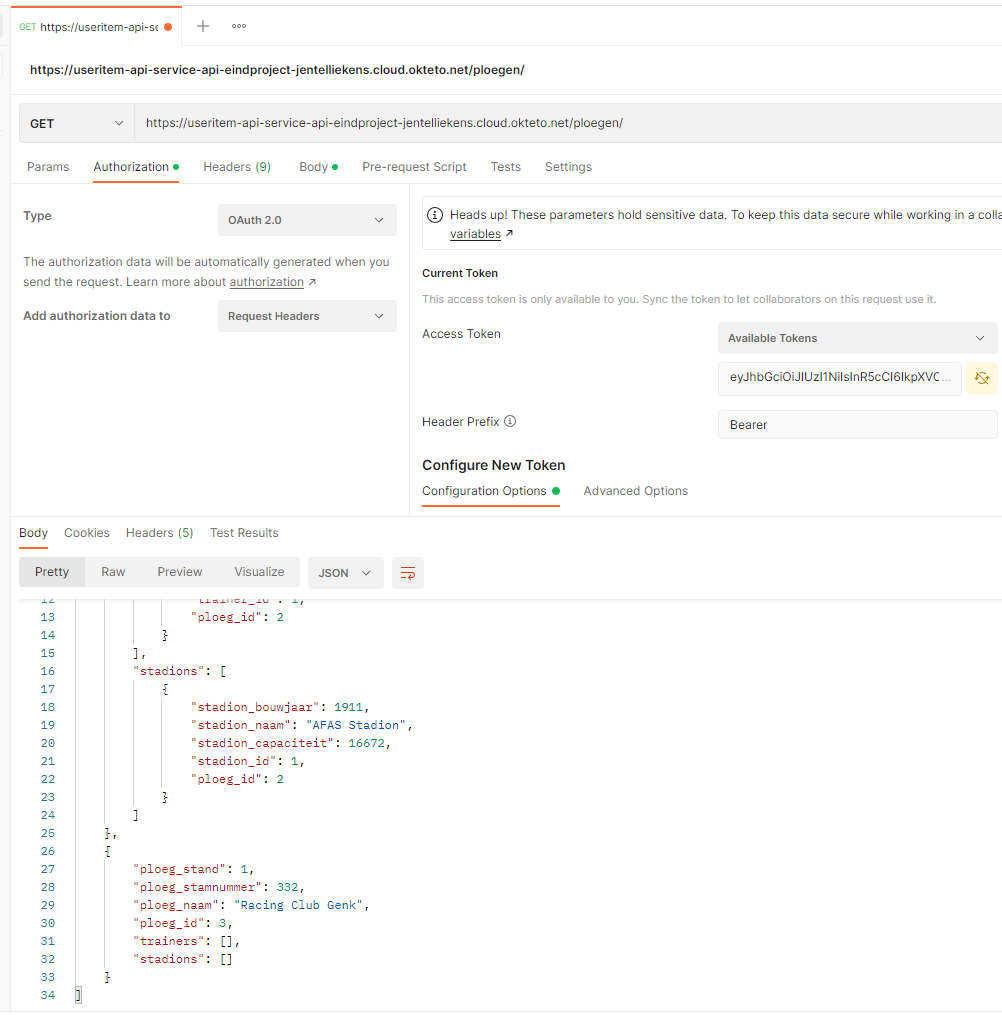 GET https://useritem-api-se
https://useritem-api-service-api-eindproject-jentelliekens.cloud.okteto.net/ploegen/
GET https://useritem-api-service-api-eindproject-jentelliekens.cloud.okteto.net/ploegen/
Params Authorization Headers (9) Body Pre-request Script Tests Settings
Type OAuth 2.0
The authorization data will be automatically generated when you
send the request. Learn more about authorization ↗
Add authorization data to Request Headers
Heads up! These parameters hold sensitive data. To keep this data secure while working in a colla
variables ↗
Current Token
This access token is only available to you. Sync the token to let collaborators on this request use it.
Access Token Available Tokens
eyJhbGciOiJIUzI1NiIsInR5cCI6IkpXVC...
Header Prefix Bearer
Configure New Token
Configuration Options Advanced Options
Body Cookies Headers (5) Test Results
Pretty Raw Preview Visualize JSON
12 "trainer_id": 1,
13 "ploeg_id": 2
14 }
15 ],
16 "stadions": [
17 {
18 "stadion_bouwjaar": 1911,
19 "stadion_naam": "AFAS Stadion",
20 "stadion_capaciteit": 16672,
21 "stadion_id": 1,
22 "ploeg_id": 2
23 }
24 ]
25 },
26 {
27 "ploeg_stand": 1,
28 "ploeg_stamnummer": 332,
29 "ploeg_naam": "Racing Club Genk",
30 "ploeg_id": 3,
31 "trainers": [],
32 "stadions": []
33 }
34 ]